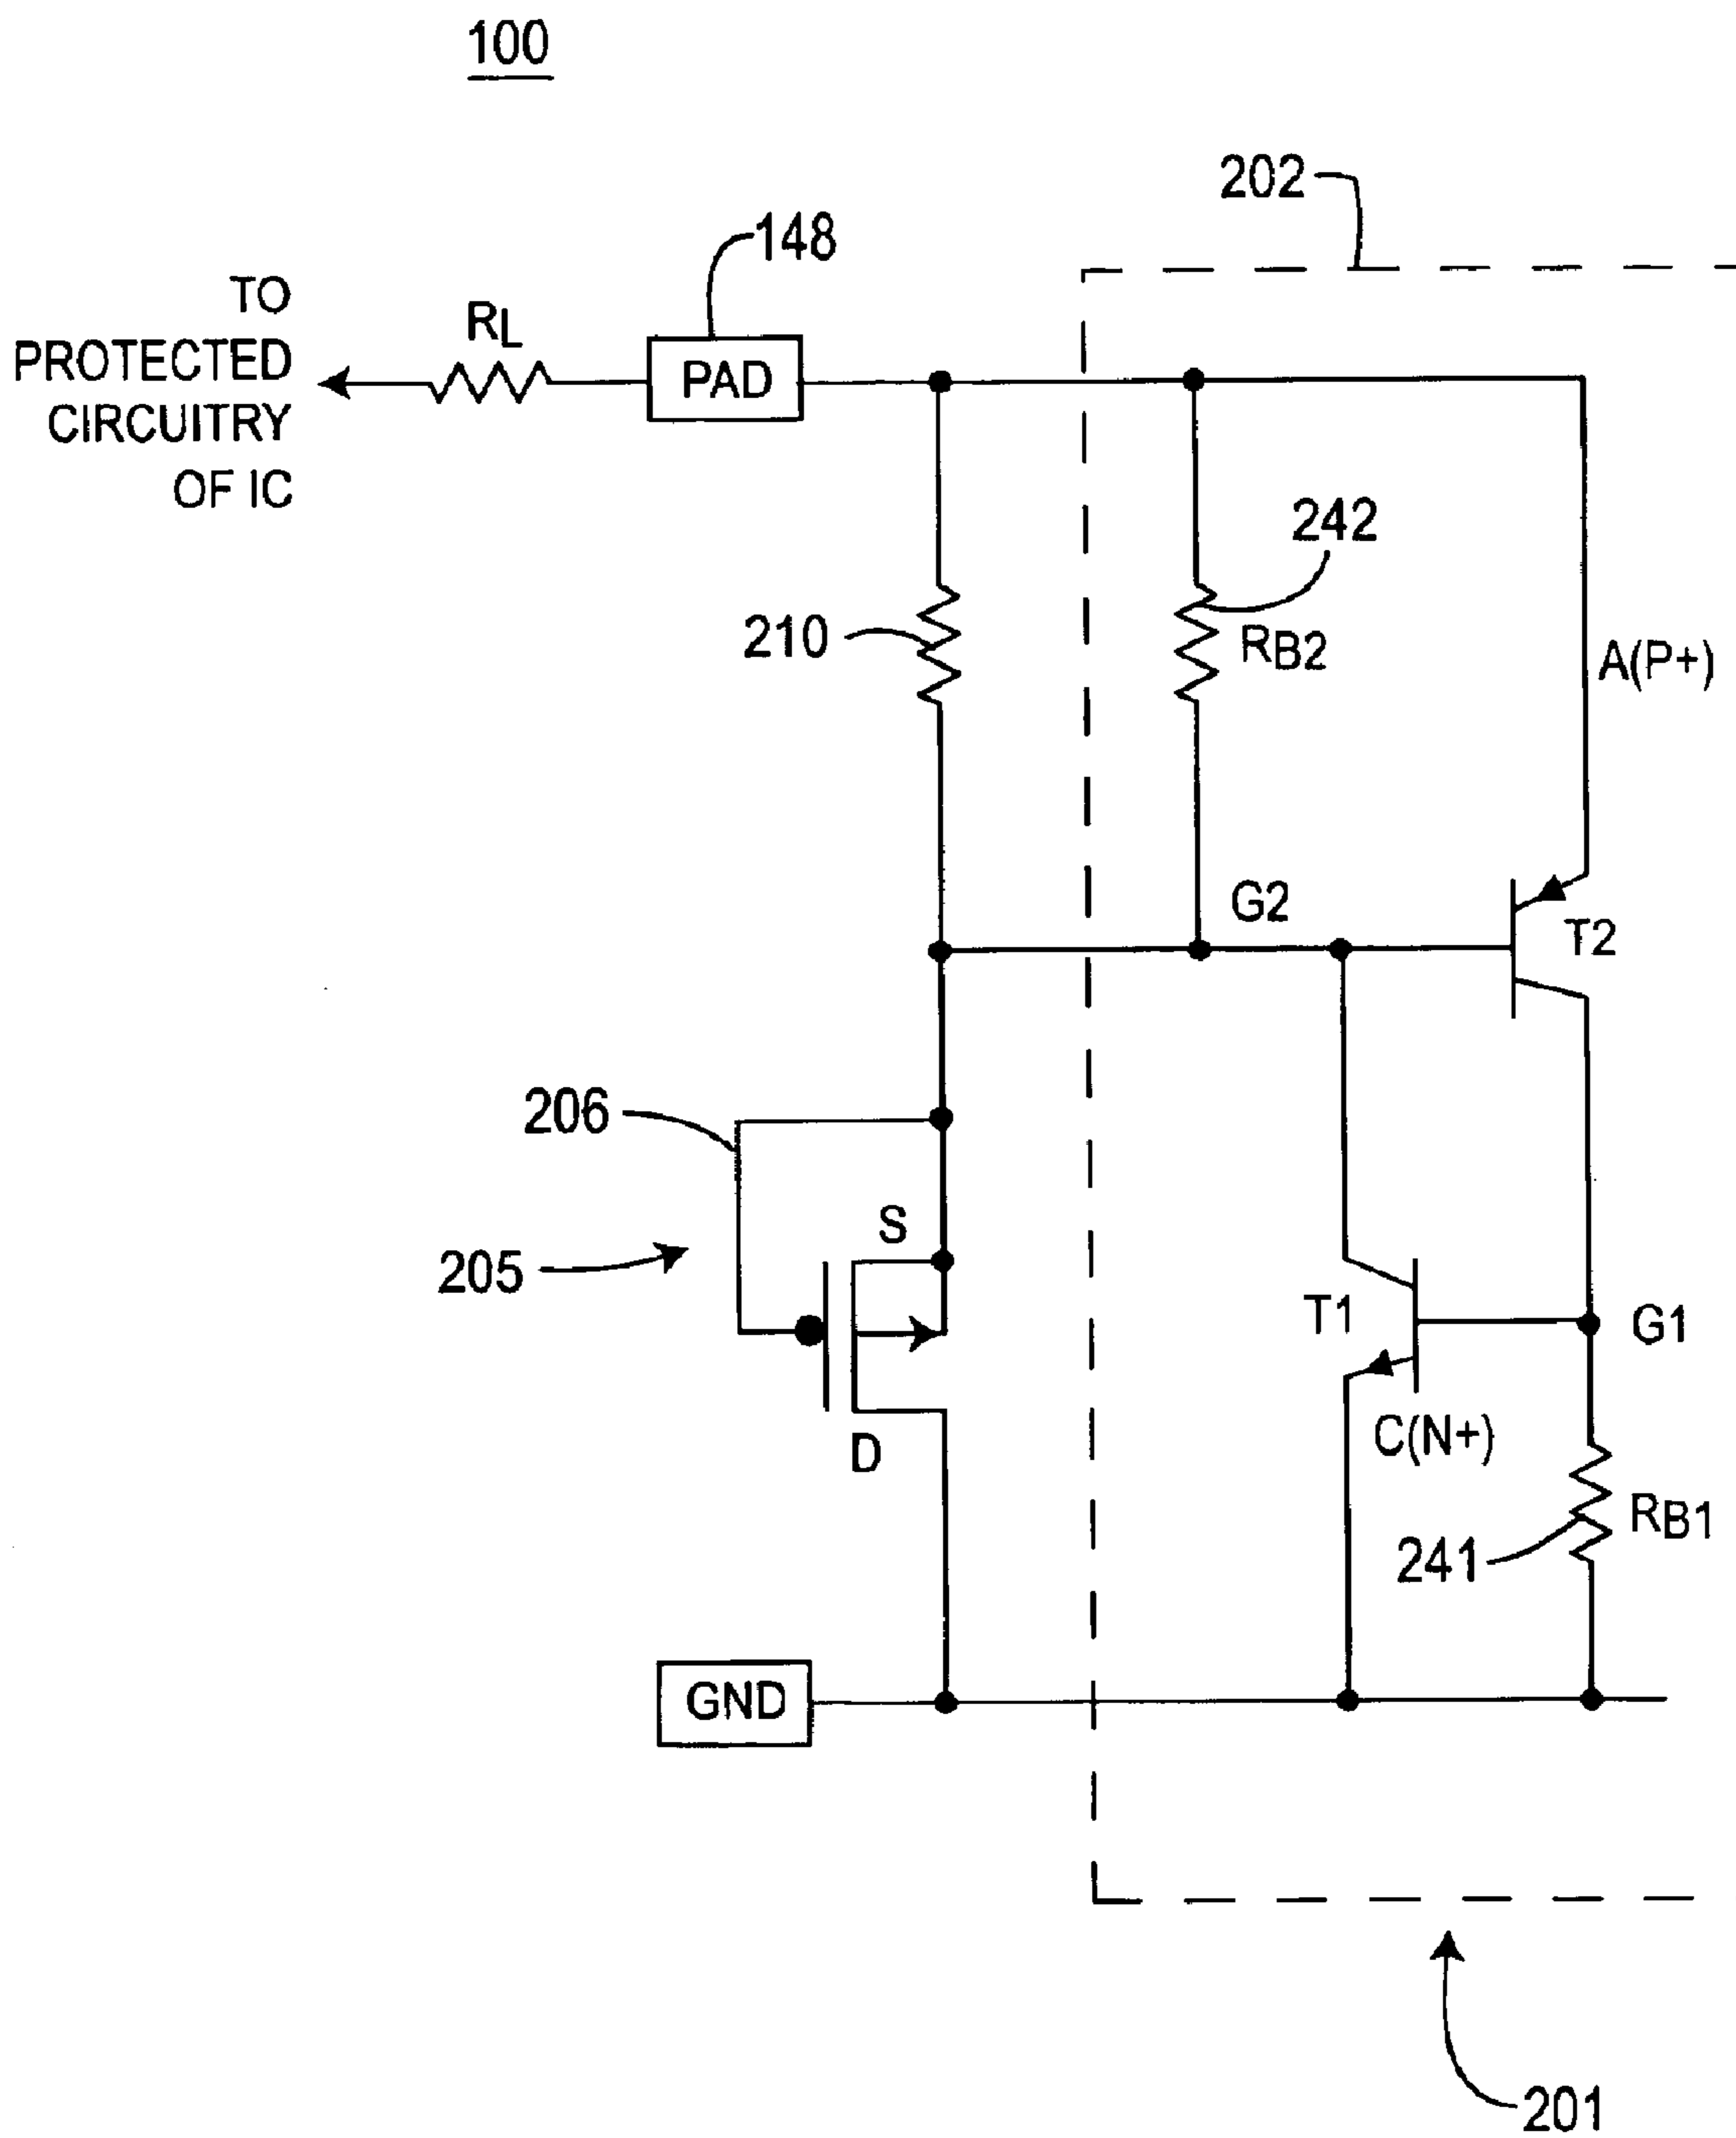 100
202
148
TO
PROTECTED
CIRCUITRY
OF IC
RL
PAD
242
210
RB2
A(P+)
G2
T2
206
S
205
T1
G1
D
C(N+)
RB1
241
GND
201